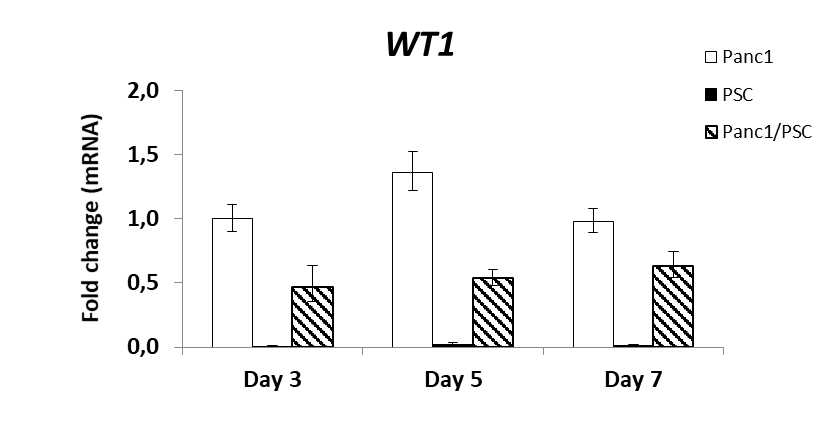 WT1
Panc1
PSC
Panc1/PSC
Fold change (mRNA)
2,0
1,5
1,0
0,5
0,0
Day 3
Day 5
Day 7